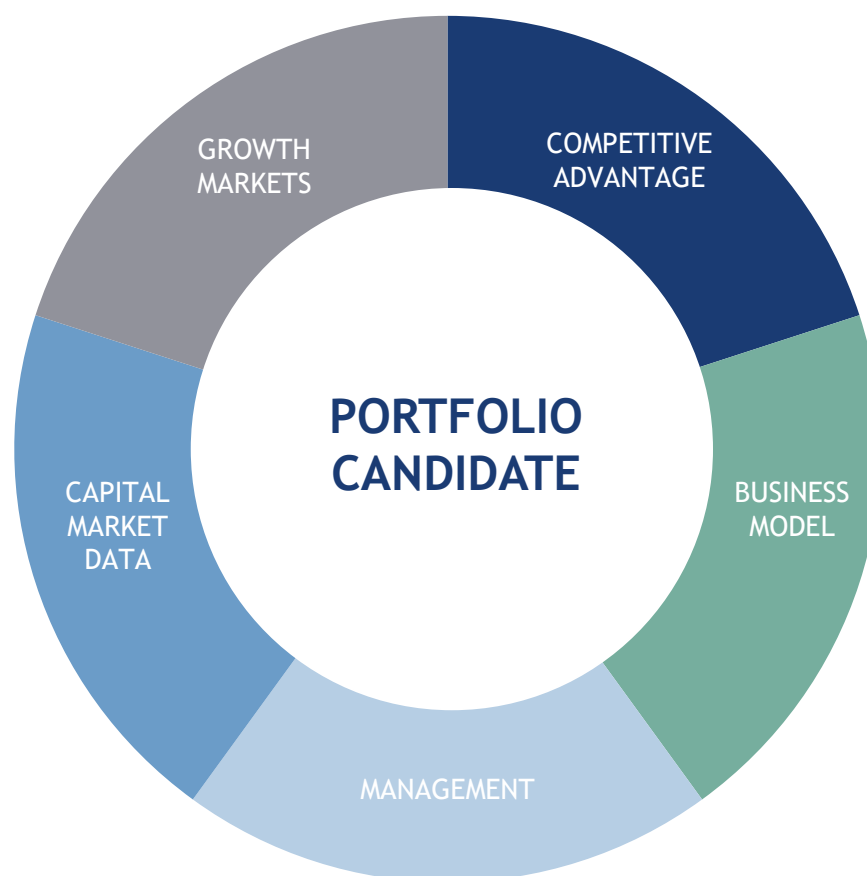 COMPETITIVE
ADVANTAGE
BUSINESS
MODEL
MANAGEMENT
CAPITAL
MARKET
DATA
GROWTH
MARKETS
PORTFOLIO
CANDIDATE